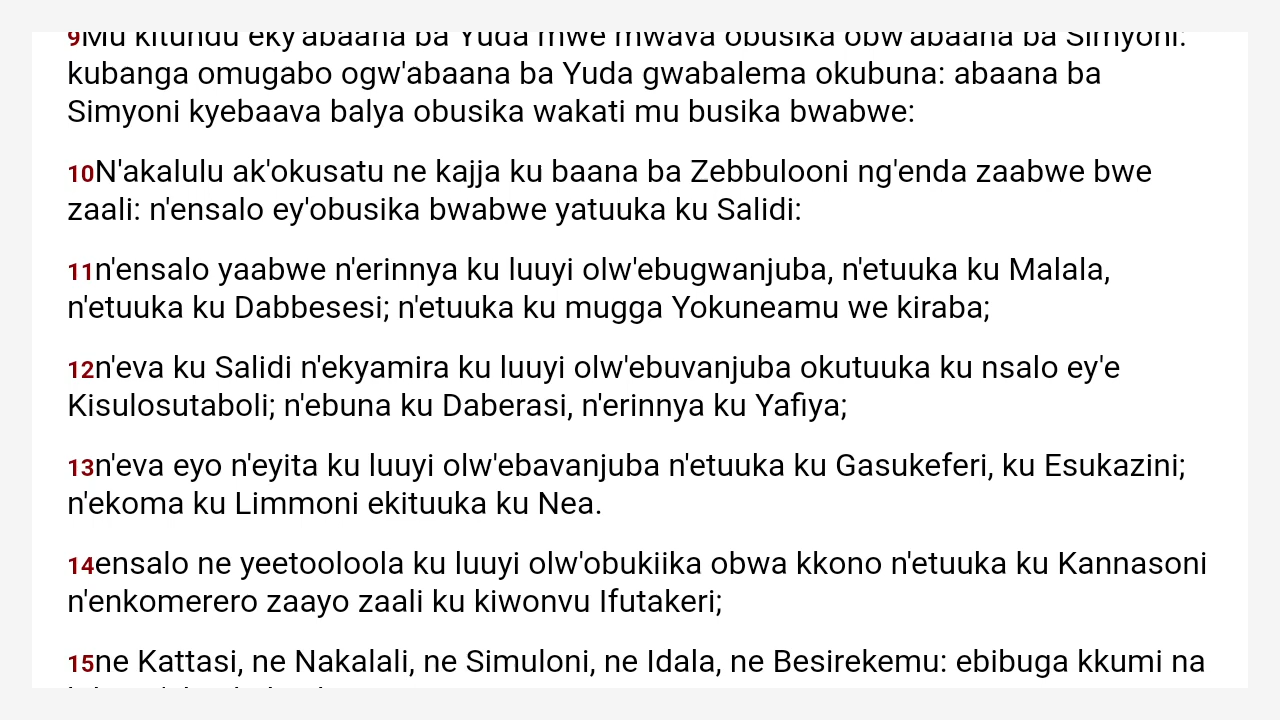 9Mu kitundu eky'abaana ba Yuda mwe mwava obusika obw'abaana ba Simyoni:
kubanga omugabo ogw'abaana ba Yuda gwabalema okubuna: abaana ba
Simyoni kyebaava balya obusika wakati mu busika bwabwe:
10N'akalulu ak'okusatu ne kajja ku baana ba Zebbulooni ng'enda zaabwe bwe
zaali: n'ensalo ey'obusika bwabwe yatuuka ku Salidi:
11n'ensalo yaabwe n'erinnya ku luuyi olw'ebugwanjuba, n'etuuka ku Malala,
n'etuuka ku Dabbesesi; n'etuuka ku mugga Yokuneamu we kiraba;
12n'eva ku Salidi n'ekyamira ku luuyi olw'ebuvanjuba okutuuka ku nsalo ey'e
Kisulosutaboli; n'ebuna ku Daberasi, n'erinnya ku Yafiya;
13n'eva eyo n'eyita ku luuyi olw'ebavanjuba n'etuuka ku Gasukeferi, ku Esukazini;
n'ekoma ku Limmoni ekituuka ku Nea.
14ensalo ne yeetooloola ku luuyi olw'obukiika obwa kkono n'etuuka ku Kannasoni
n'enkomerero zaayo zaali ku kiwonvu Ifutakeri;
15ne Kattasi, ne Nakalali, ne Simuloni, ne Idala, ne Besirekemu: ebibuga kkumi na